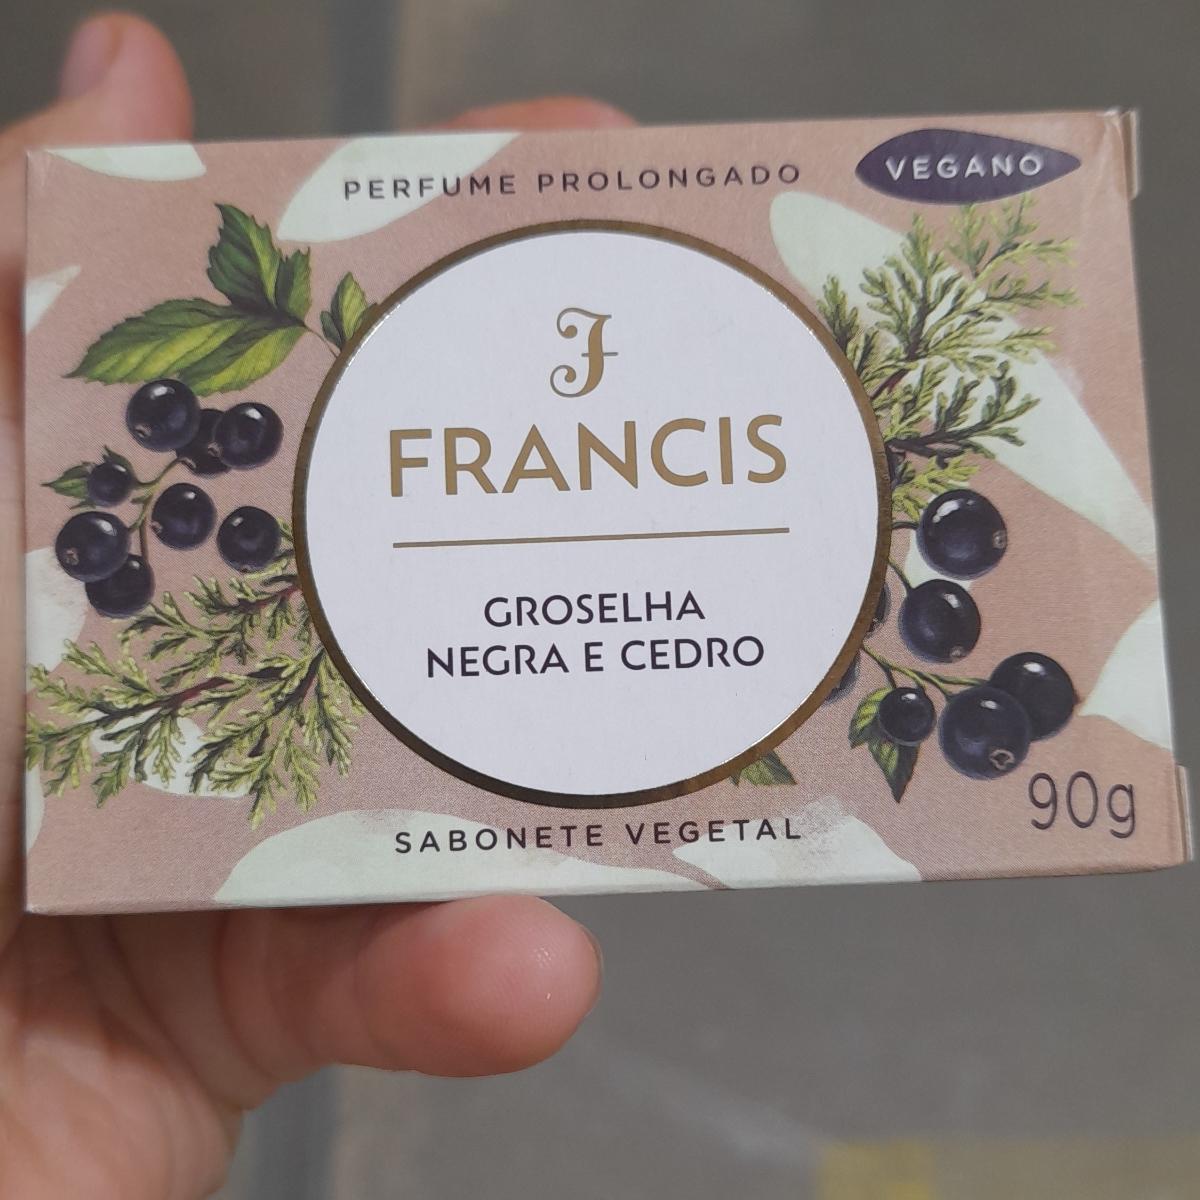 PERFUME PROLONGADO
VEGANO
F
FRANCIS
GROSELHA
NEGRA E CEDRO
SABONETE VEGETAL
90g